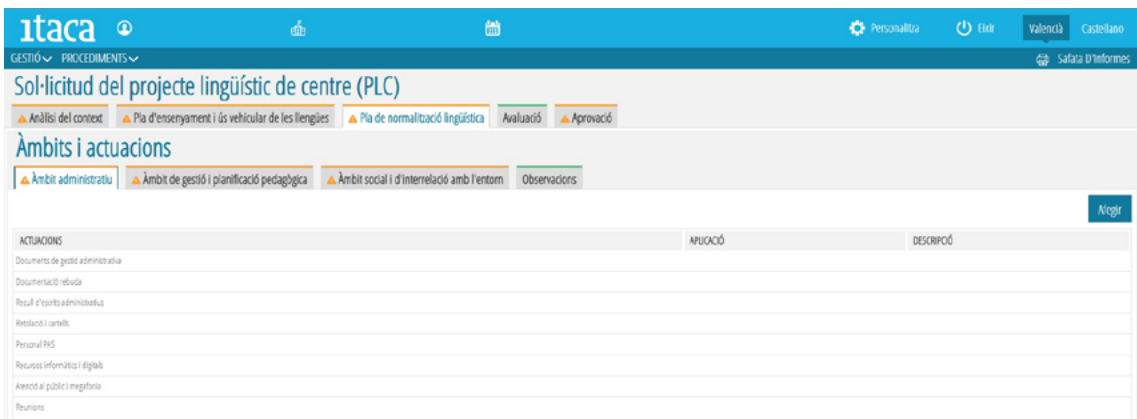 ıtaca Personalitza Eixir Valencià Castellano
GESTIÓ PROCEDIMENTS Safata D'Informes
Sol·licitud del projecte lingüístic de centre (PLC)
Anàlisi del context Pla d'ensenyament i ús vehicular de les llengües Pla de normalització lingüística Avaluació Aprovació
Àmbits i actuacions
Àmbit administratiu Àmbit de gestió i planificació pedagògica Àmbit social i d'interrelació amb l'entorn Observacions
Afegir
ACTUACIONS APLICACIÓ DESCRIPCIÓ
Documents de gestió administrativa
Documentació rebuda
Recull d'escrits administratius
Retolació i cartells
Personal PAS
Recursos informàtics i digitals
Atenció al públic i megafonia
Reunions